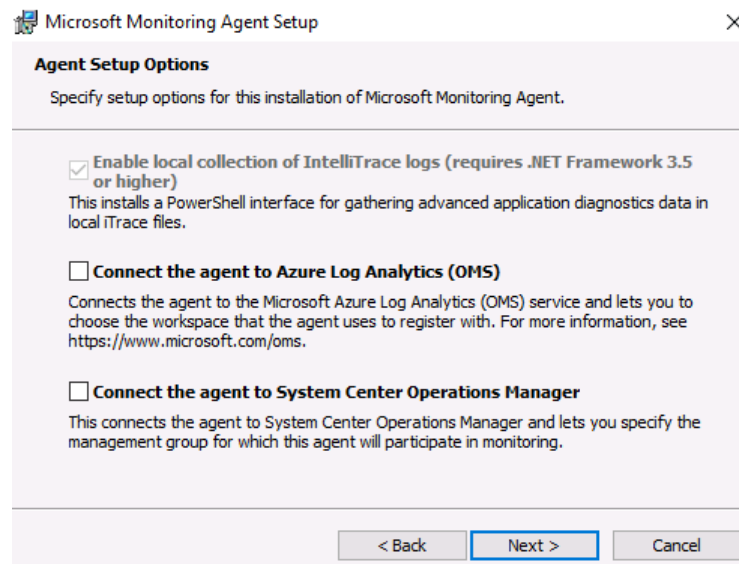 Microsoft Monitoring Agent Setup
Agent Setup Options
Specify setup options for this installation of Microsoft Monitoring Agent.
Enable local collection of IntelliTrace logs (requires .NET Framework 3.5
or higher)
This installs a PowerShell interface for gathering advanced application diagnostics data in
local iTrace files.
Connect the agent to Azure Log Analytics (OMS)
Connects the agent to the Microsoft Azure Log Analytics (OMS) service and lets you to
choose the workspace that the agent uses to register with. For more information, see
https://www.microsoft.com/oms.
Connect the agent to System Center Operations Manager
This connects the agent to System Center Operations Manager and lets you specify the
management group for which this agent will participate in monitoring.
< Back Next > Cancel